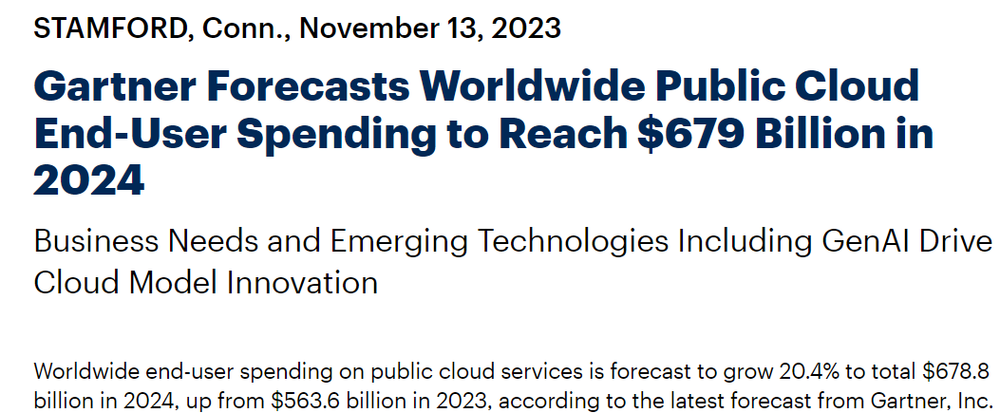 STAMFORD, Conn., November 13, 2023
Gartner Forecasts Worldwide Public Cloud
End-User Spending to Reach $679 Billion in
2024
Business Needs and Emerging Technologies Including GenAI Drive
Cloud Model Innovation
Worldwide end-user spending on public cloud services is forecast to grow 20.4% to total $678.8
billion in 2024, up from $563.6 billion in 2023, according to the latest forecast from Gartner, Inc.